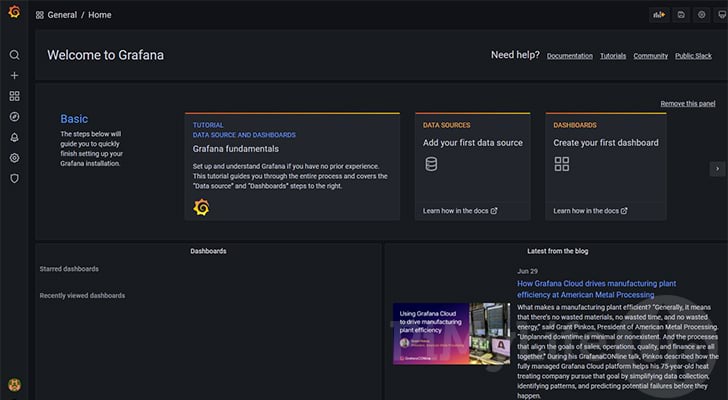 General / Home
Welcome to Grafana
Need help?
Documentation
Tutorials
Community
Public Slack
Remove this panel
Basic
The steps below will
guide you to quickly
finish setting up your
Grafana installation.
TUTORIAL
DATA SOURCE AND DASHBOARDS
Grafana fundamentals
Set up and understand Grafana if you have no prior experience.
This tutorial guides you through the entire process and covers the
"Data source" and "Dashboards" steps to the right.
DATA SOURCES
Add your first data source
Learn how in the docs
DASHBOARDS
Create your first dashboard
Learn how in the docs
Dashboards
Starred dashboards
Recently viewed dashboards
Latest from the blog
Jun 29
How Grafana Cloud drives manufacturing plant
efficiency at American Metal Processing
Using Grafana Cloud
to drive manufacturing
plant efficiency
GrafanaCONline
What makes a manufacturing plant efficient? "Generally, it means
that there's no wasted materials, no wasted time, and no wasted
energy," said Grant Pinkos, President of American Metal Processing.
"Unplanned downtime is minimal or nonexistent. And the processes
that align the goals of sales, operations, quality, and finance are all
together." During his GrafanaCONline talk, Pinkos described how the
fully managed Grafana Cloud platform helps his 75-year-old heat
treating company pursue that goal by simplifying data collection,
identifying patterns, and predicting potential failures before they
happen.